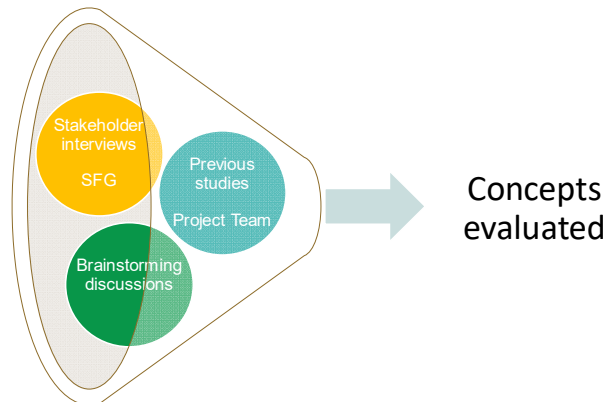 Stakeholder
interviews
SFG
Previous
studies
Project Team
Brainstorming
discussions
Concepts
evaluated